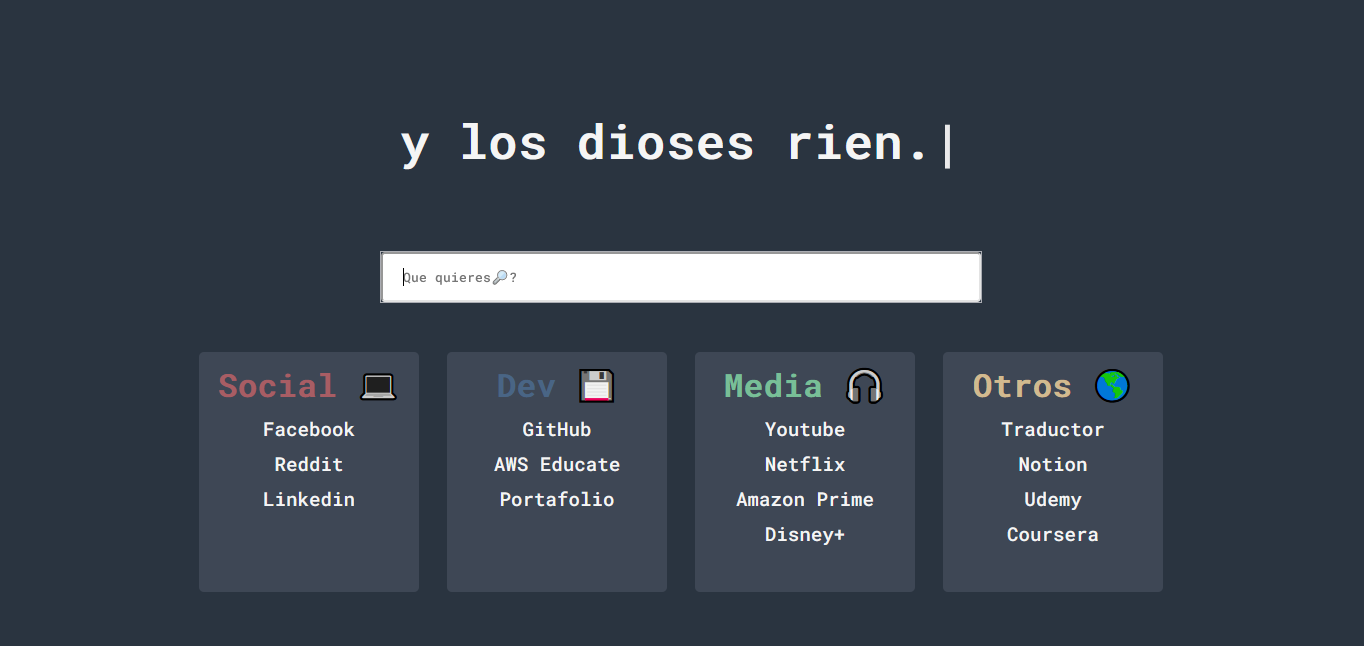 y los dioses rien.|
Que quieres🔎?
Social 💻
Facebook
Reddit
Linkedin
Dev 💾
GitHub
AWS Educate
Portafolio
Media 🎧
Youtube
Netflix
Amazon Prime
Disney+
Otros 🌎
Traductor
Notion
Udemy
Coursera